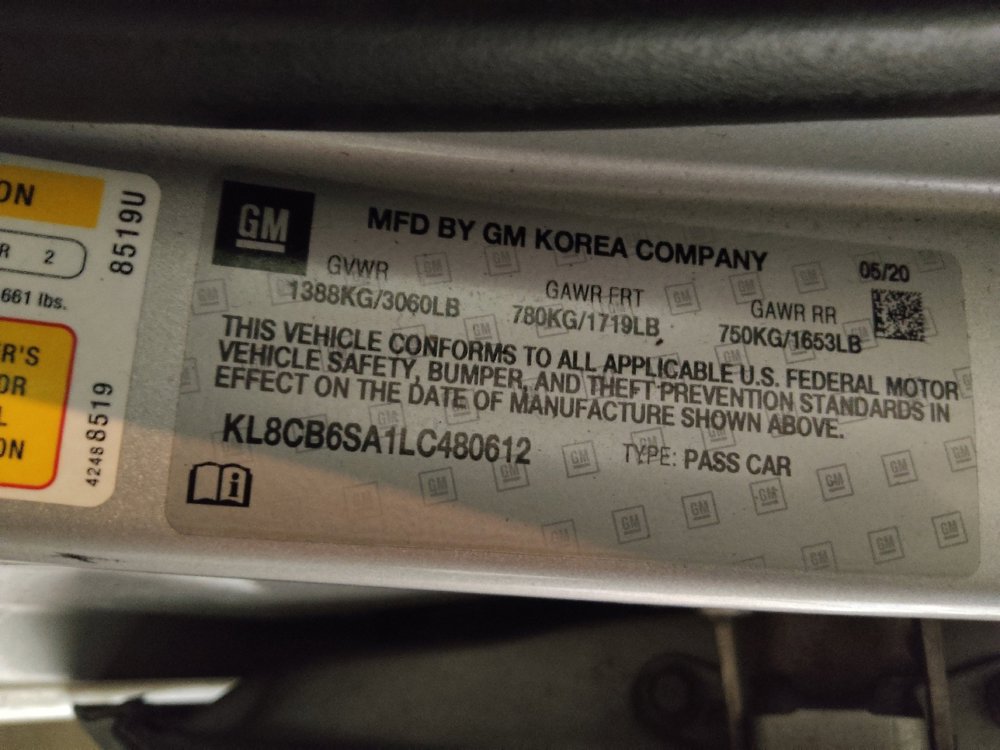 ON
R 2
661 lbs.
ER'S
OR
L
ON
8519U
42488519
GM
MFD BY GM KOREA COMPANY
05/20
GVWR
1388KG/3060LB
GAWR FRT
780KG/1719LB
GAWR RR
750KG/1653LB
THIS VEHICLE CONFORMS TO ALL APPLICABLE U.S. FEDERAL MOTOR
VEHICLE SAFETY, BUMPER, AND THEFT PREVENTION STANDARDS IN
EFFECT ON THE DATE OF MANUFACTURE SHOWN ABOVE.
KL8CB6SA1LC480612
TYPE: PASS CAR